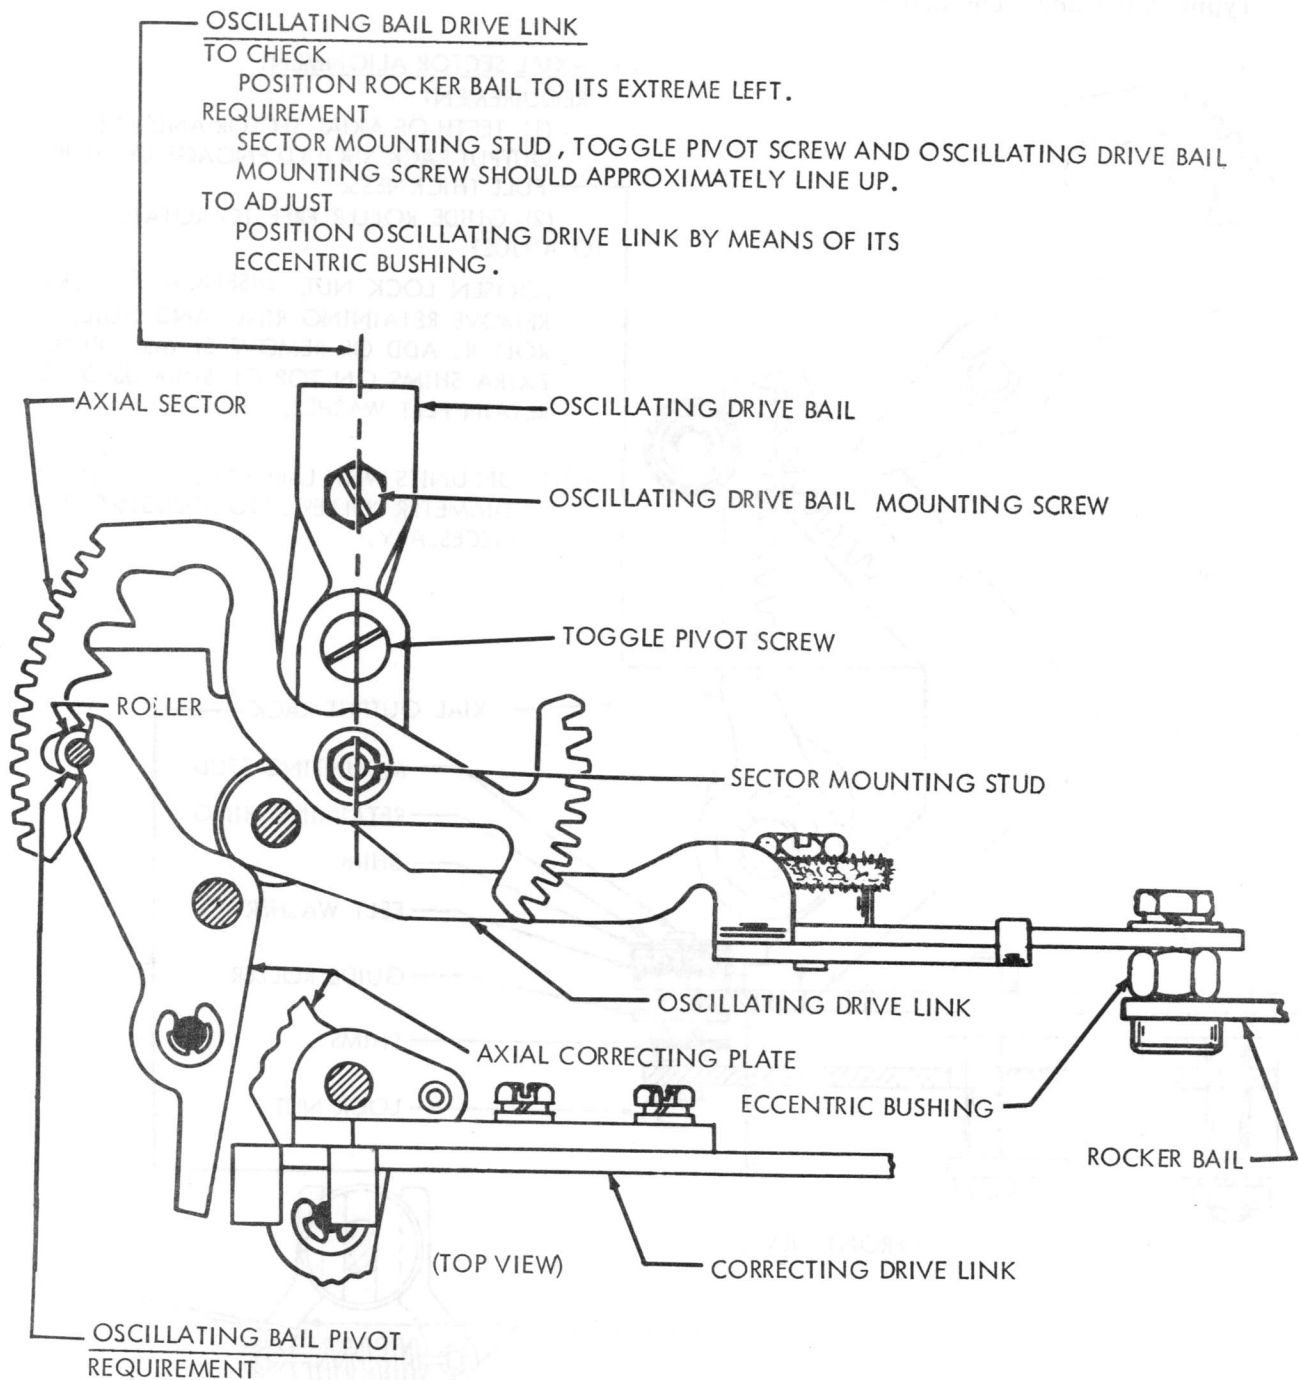 OSCILLATING BAIL DRIVE LINK
TO CHECK
POSITION ROCKER BAIL TO ITS EXTREME LEFT.
REQUIREMENT
SECTOR MOUNTING STUD, TOGGLE PIVOT SCREW AND OSCILLATING DRIVE BAIL
MOUNTING SCREW SHOULD APPROXIMATELY LINE UP.
TO ADJUST
POSITION OSCILLATING DRIVE LINK BY MEANS OF ITS
ECCENTRIC BUSHING.
AXIAL SECTOR
OSCILLATING DRIVE BAIL
OSCILLATING DRIVE BAIL MOUNTING SCREW
TOGGLE PIVOT SCREW
ROLLER
SECTOR MOUNTING STUD
OSCILLATING DRIVE LINK
AXIAL CORRECTING PLATE
ECCENTRIC BUSHING
ROCKER BAIL
(TOP VIEW)
CORRECTING DRIVE LINK
OSCILLATING BAIL PIVOT
REQUIREMENT